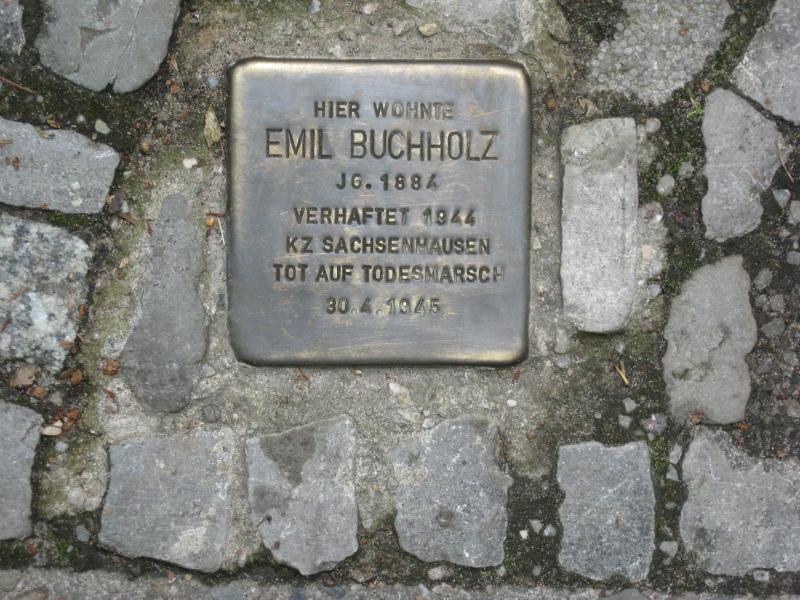 HIER WOHNTE
EMIL BUCHHOLZ
JG. 1884
VERHAFTET 1944
KZ SACHSENHAUSEN
TOT AUF TODESMARSCH
30.4.1945